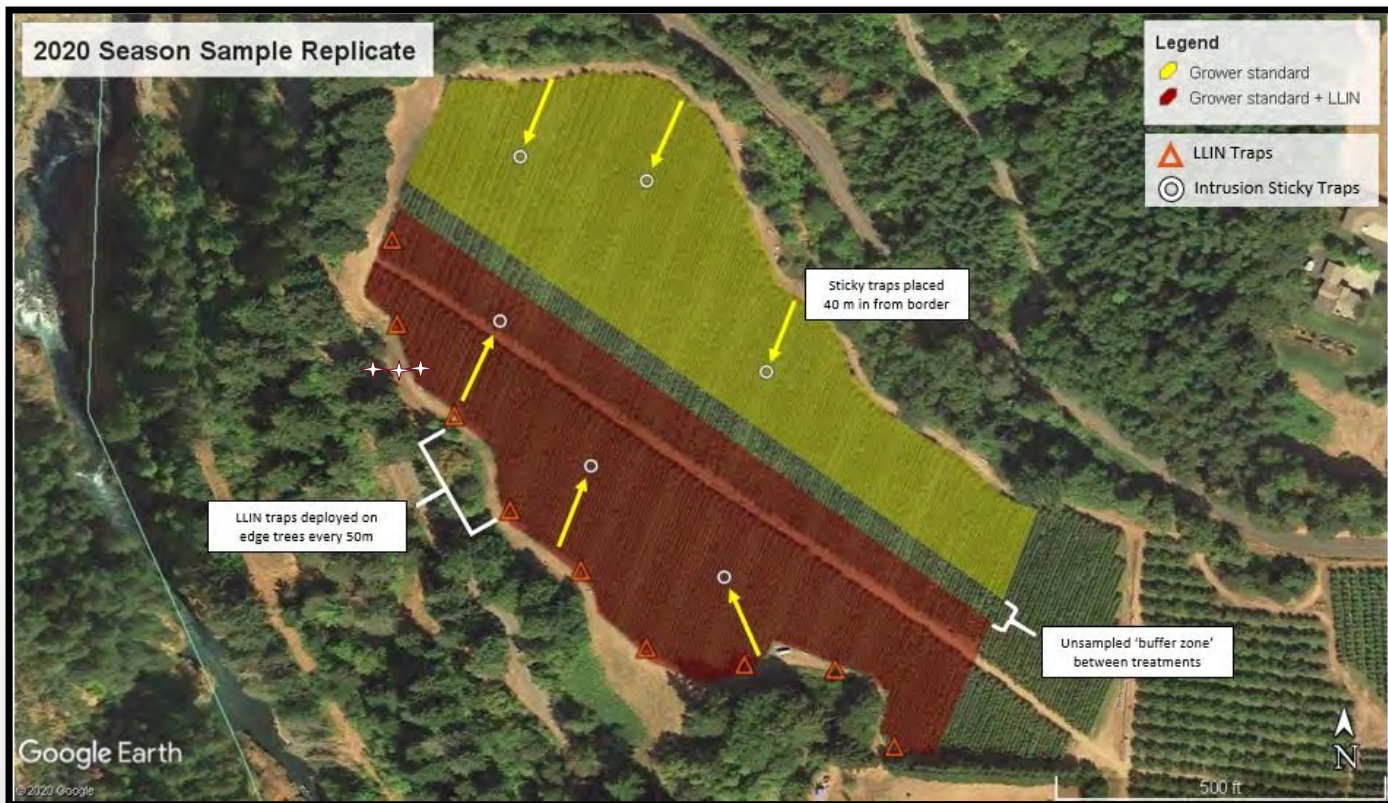 2020 Season Sample Replicate
Legend
Grower standard
Grower standard + LLIN
LLIN Traps
Intrusion Sticky Traps
Sticky traps placed
40 m in from border
LLIN traps deployed on
edge trees every 50m
Unsampled ‘buffer zone’
between treatments
Google Earth
© 2020 Google
N
500 ft